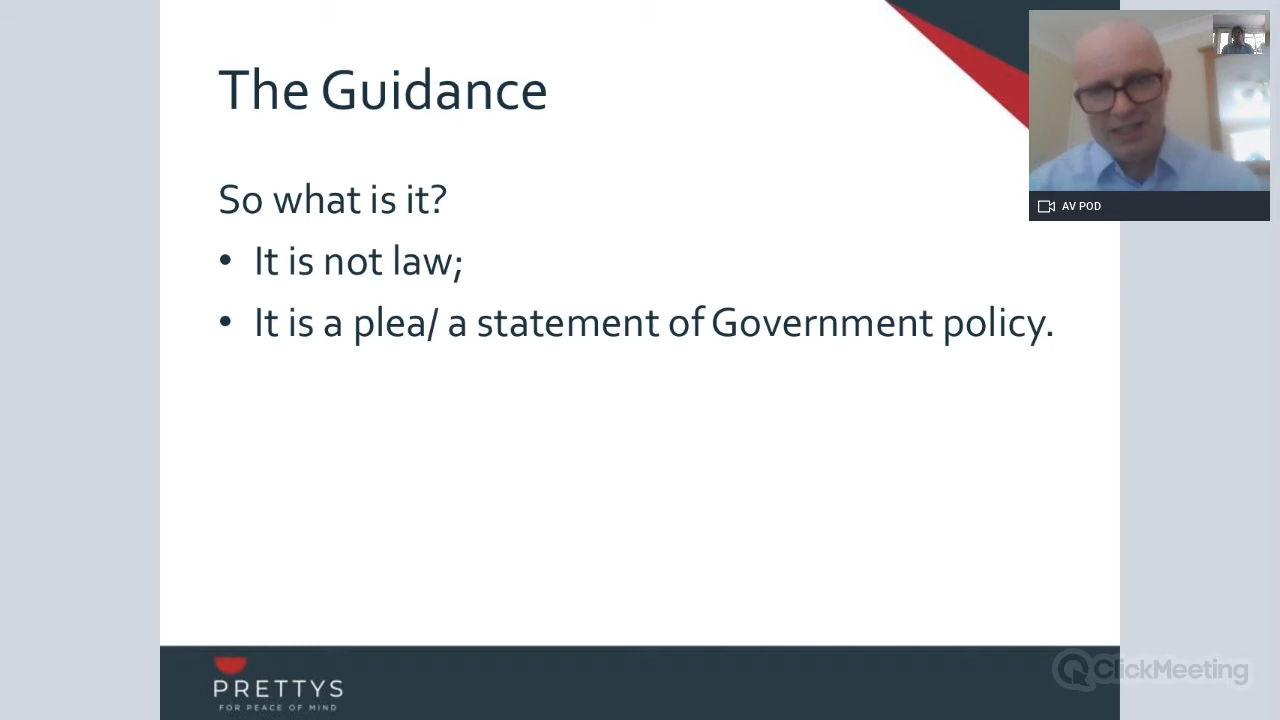 The Guidance
So what is it?
• It is not law;
• It is a plea/ a statement of Government policy.
AV POD
PRETTYS
FOR PEACE OF MIND
ClickMeeting